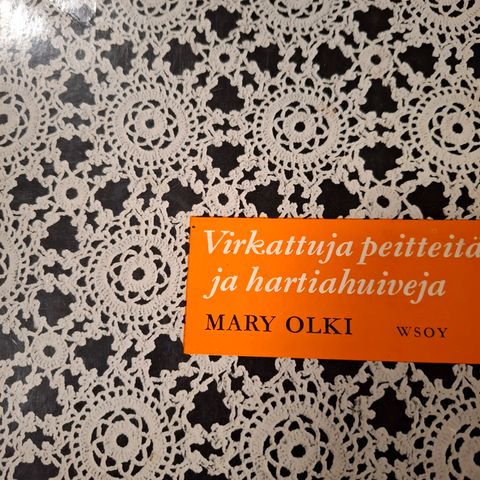 Virkattuja peitteitä
ja hartiahuiveja
MARY OLKI WSOY